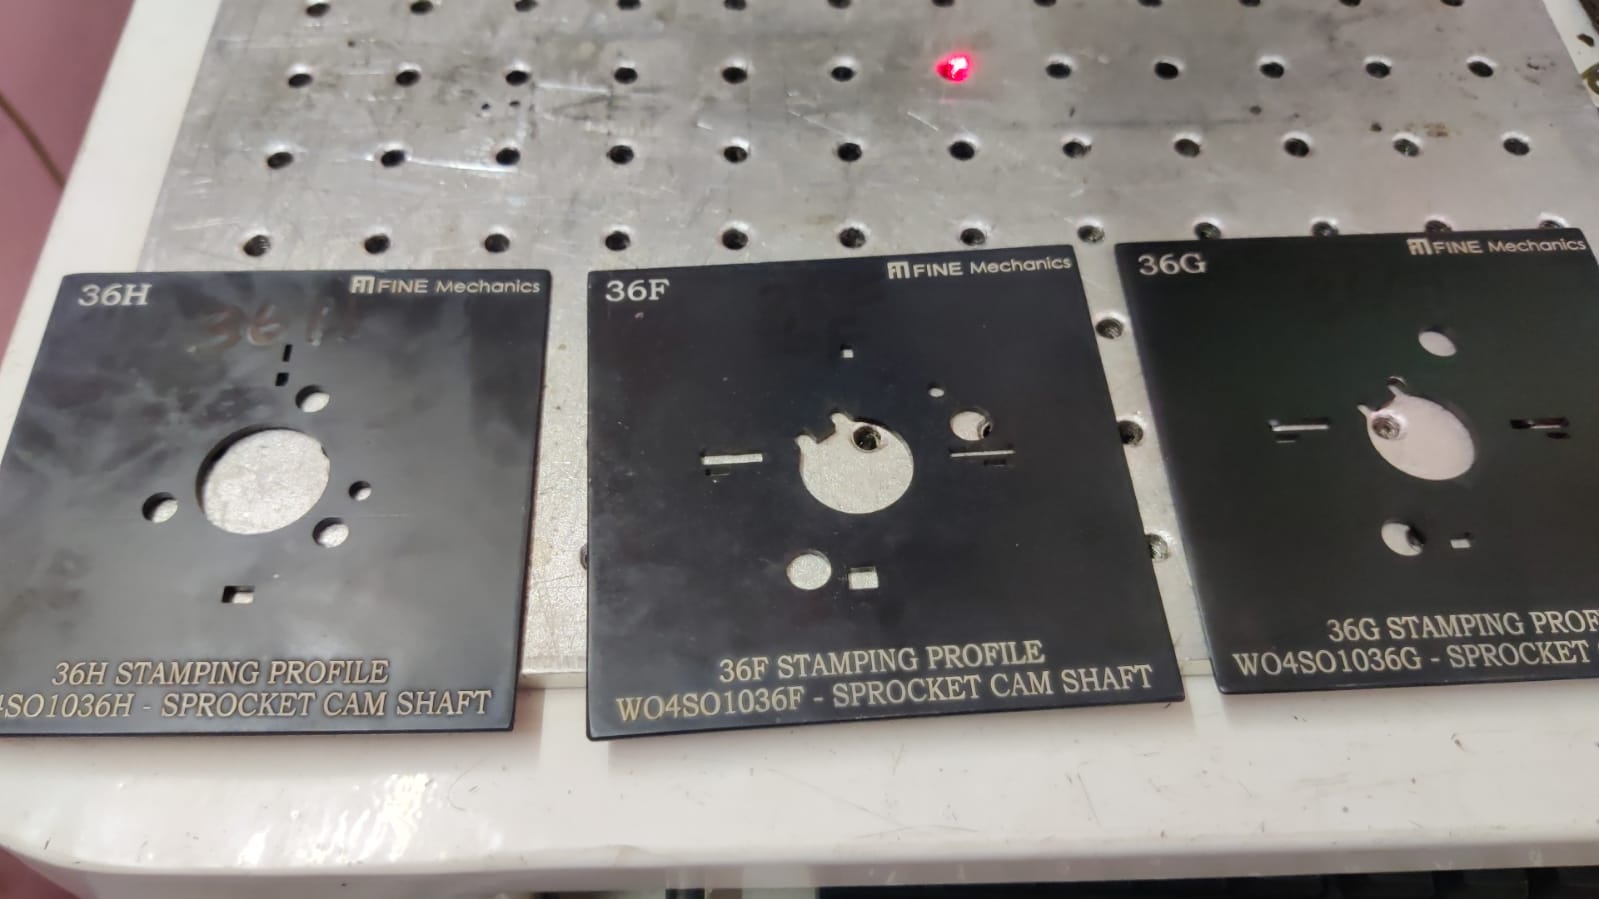 36H
FINE Mechanics
36H
36H STAMPING PROFILE
4SO1036H - SPROCKET CAM SHAFT
36F
FINE Mechanics
36F STAMPING PROFILE
WO4SO1036F - SPROCKET CAM SHAFT
36G
FINE Mechanics
36G STAMPING PROF
WO4SO1036G - SPROCKET